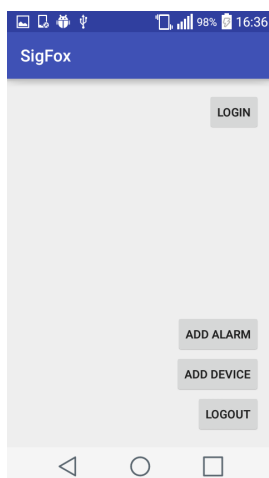 98% 16:36
SigFox
LOGIN
ADD ALARM
ADD DEVICE
LOGOUT